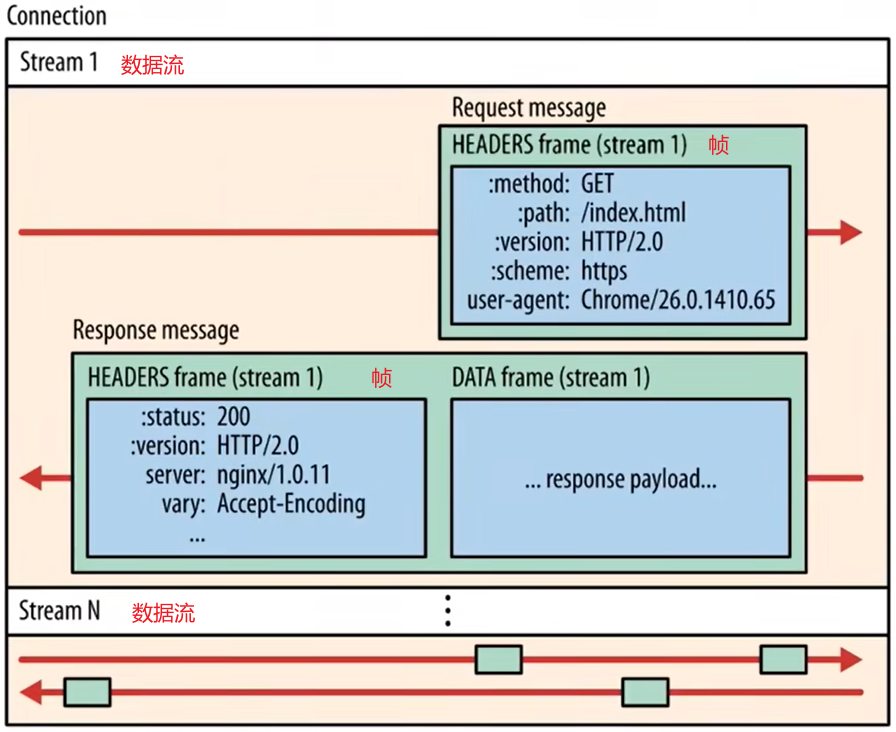 Connection
Stream 1 数据流
Request message
HEADERS frame (stream 1) 帧
:method: GET
:path: /index.html
:version: HTTP/2.0
:scheme: https
user-agent: Chrome/26.0.1410.65
Response message
HEADERS frame (stream 1) 帧
:status: 200
:version: HTTP/2.0
server: nginx/1.0.11
vary: Accept-Encoding
...
DATA frame (stream 1)
... response payload...
Stream N 数据流